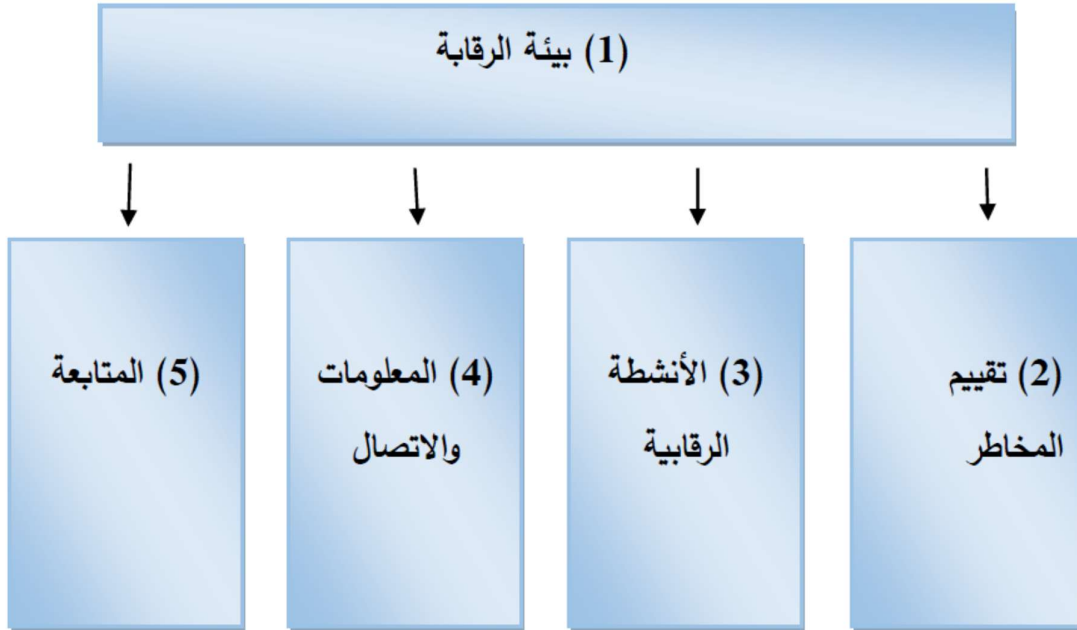 (1) بيئة الرقابة
(2) تقييم
المخاطر
(3) الأنشطة
الرقابية
(4) المعلومات
والاتصال
(5) المتابعة